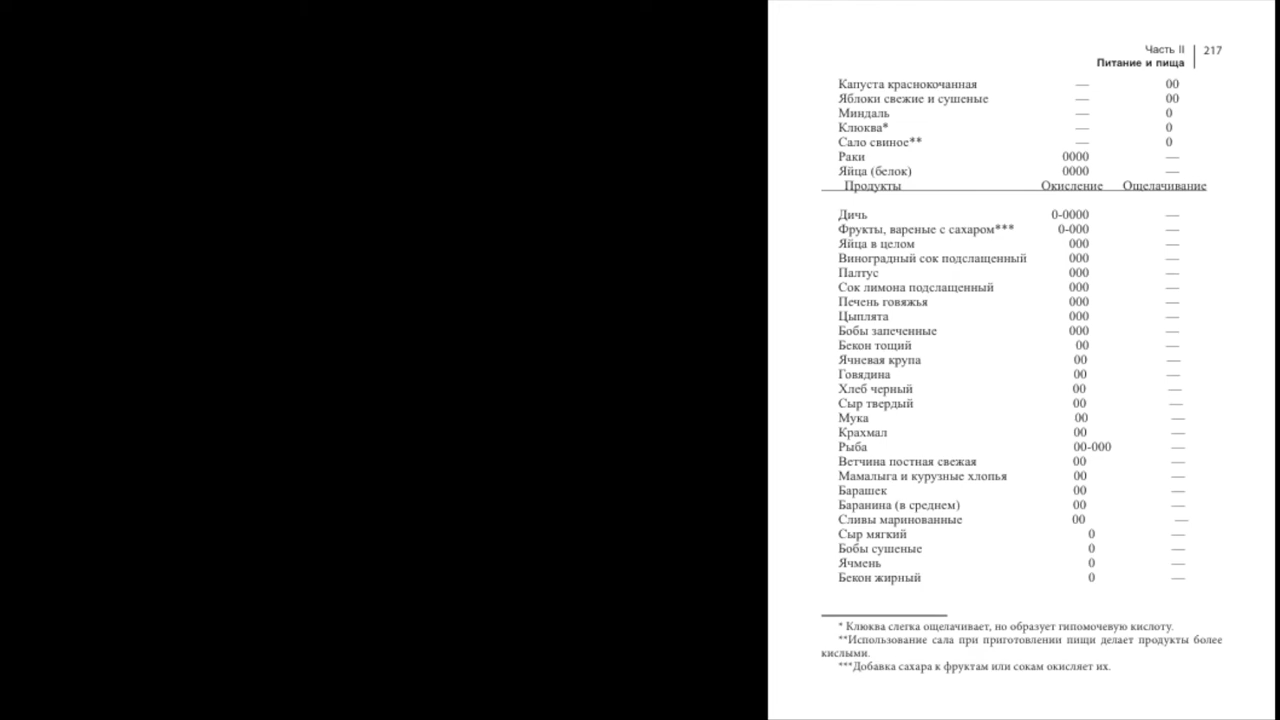 Часть II 217
Питание и пища
Капуста краснокочанная — 00
Яблоки свежие и сушеные — 00
Миндаль — 0
Клюква* — 0
Сало свиное** — 0
Раки 0000 —
Яйца (белок) 0000 —
Продукты Окисление Ощелачивание
Дичь 0-0000 —
Фрукты, вареные с сахаром*** 0-000 —
Яйца в целом 000 —
Виноградный сок подслащенный 000 —
Палтус 000 —
Сок лимона подслащенный 000 —
Печень говяжья 000 —
Цыплята 000 —
Бобы запеченные 000 —
Бекон тощий 00 —
Ячневая крупа 00 —
Говядина 00 —
Хлеб черный 00 —
Сыр твердый 00 —
Мука 00 —
Крахмал 00 —
Рыба 00-000 —
Ветчина постная свежая 00 —
Мамалыга и курузные хлопья 00 —
Барашек 00 —
Баранина (в среднем) 00 —
Сливы маринованные 00 —
Сыр мягкий 0 —
Бобы сушеные 0 —
Ячмень 0 —
Бекон жирный 0 —
* Клюква слегка ощелачивает, но образует гипомочевую кислоту.
**Использование сала при приготовлении пищи делает продукты более
кислыми.
***Добавка сахара к фруктам или сокам окисляет их.